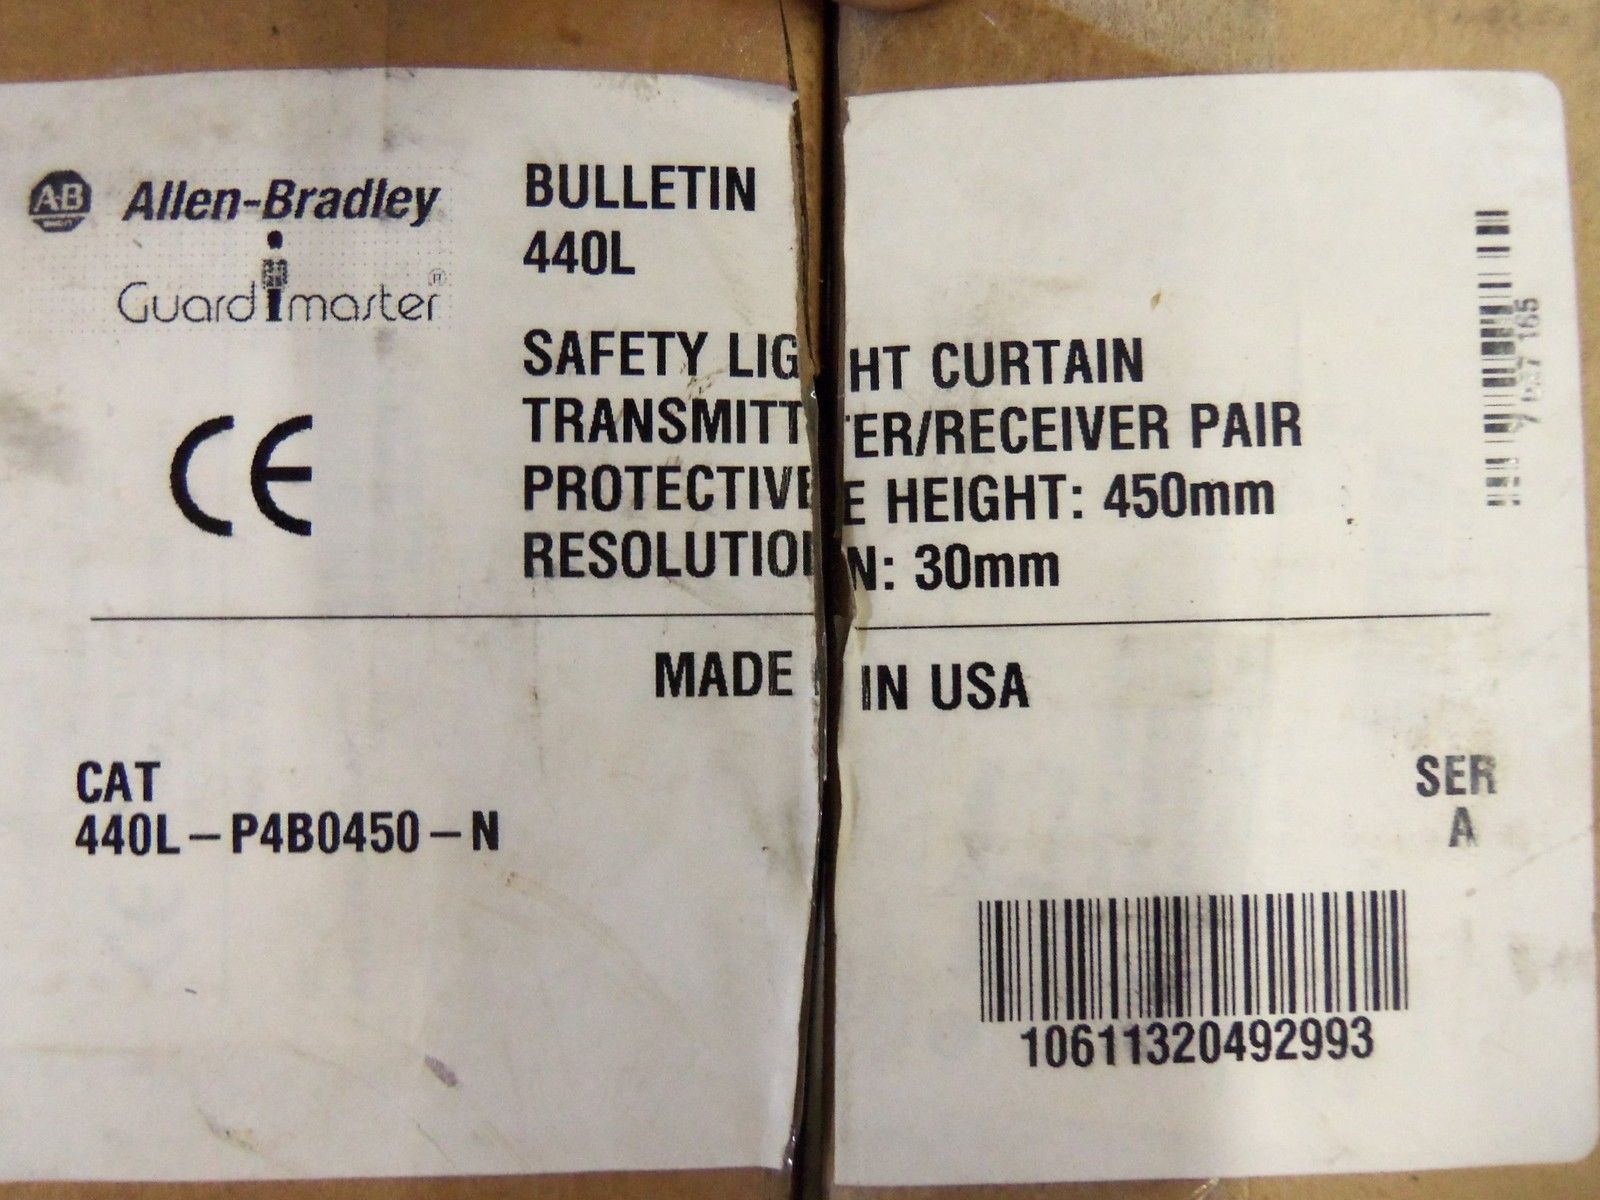 AB Allen-Bradley
Guardmaster®
CE
BULLETIN
440L
SAFETY LIGHT CURTAIN
TRANSMITTER/RECEIVER PAIR
PROTECTIVE HEIGHT: 450mm
RESOLUTION: 30mm
MADE IN USA
CAT
440L-P4B0450-N
SER
A
10611320492993